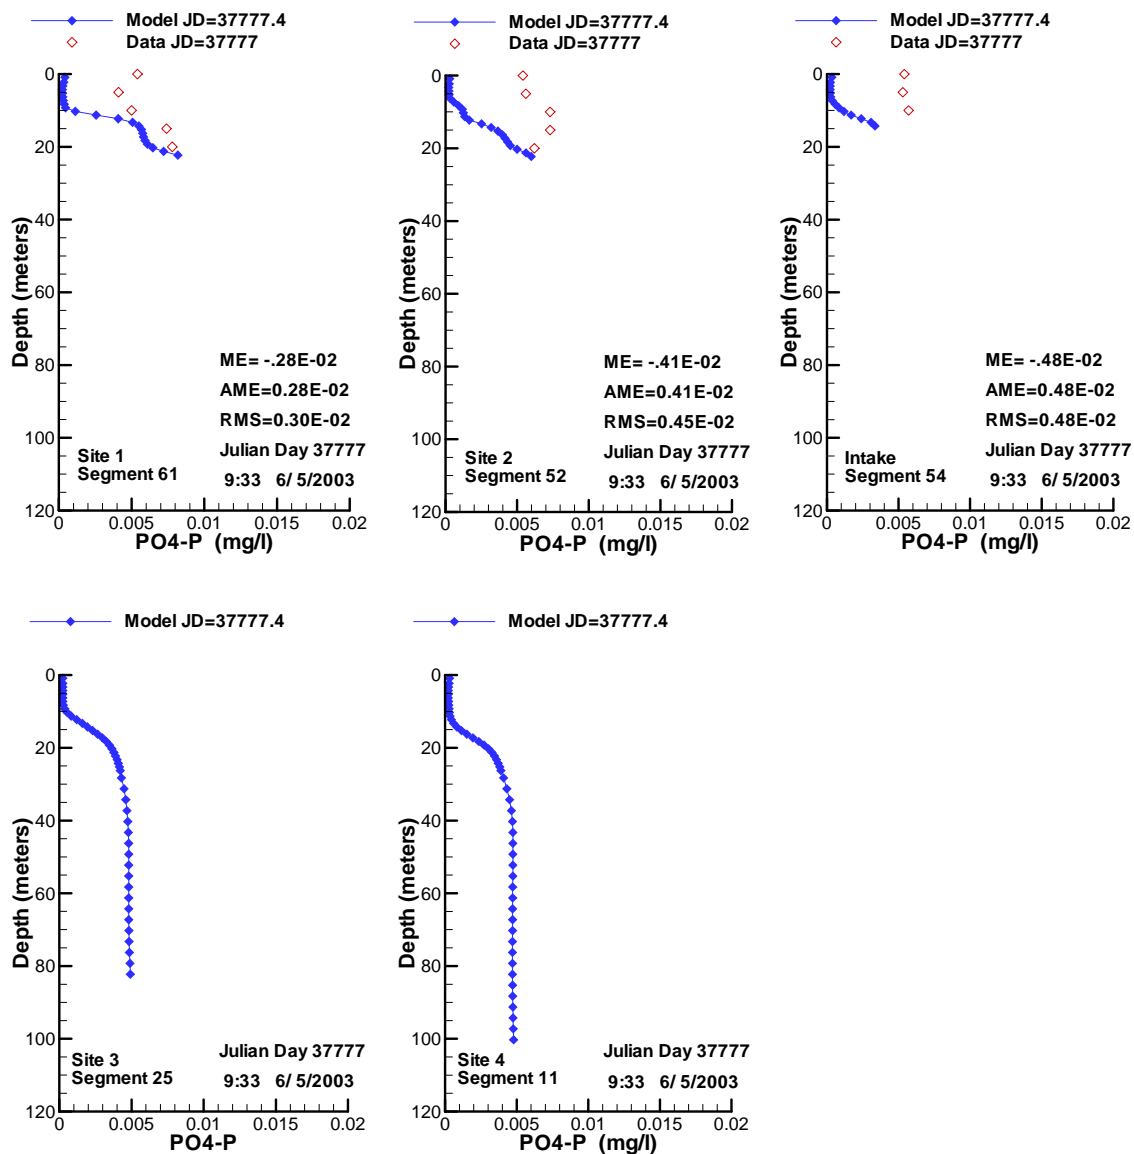 Model JD=37777.4
Data JD=37777
0
20
40
60
80
100
120
Depth (meters)
ME= -.28E-02
AME=0.28E-02
RMS=0.30E-02
Julian Day 37777
9:33 6/ 5/2003
Site 1
Segment 61
0 0.005 0.01 0.015 0.02
PO4-P (mg/l)
Model JD=37777.4
Data JD=37777
0
20
40
60
80
100
120
Depth (meters)
ME= -.41E-02
AME=0.41E-02
RMS=0.45E-02
Julian Day 37777
9:33 6/ 5/2003
Site 2
Segment 52
0 0.005 0.01 0.015 0.02
PO4-P (mg/l)
Model JD=37777.4
Data JD=37777
0
20
40
60
80
100
120
Depth (meters)
ME= -.48E-02
AME=0.48E-02
RMS=0.48E-02
Julian Day 37777
9:33 6/ 5/2003
Intake
Segment 54
0 0.005 0.01 0.015 0.02
PO4-P (mg/l)
Model JD=37777.4
0
20
40
60
80
100
120
Depth (meters)
Julian Day 37777
9:33 6/ 5/2003
Site 3
Segment 25
0 0.005 0.01 0.015 0.02
PO4-P
Model JD=37777.4
0
20
40
60
80
100
120
Depth (meters)
Julian Day 37777
9:33 6/ 5/2003
Site 4
Segment 11
0 0.005 0.01 0.015 0.02
PO4-P (mg/l)